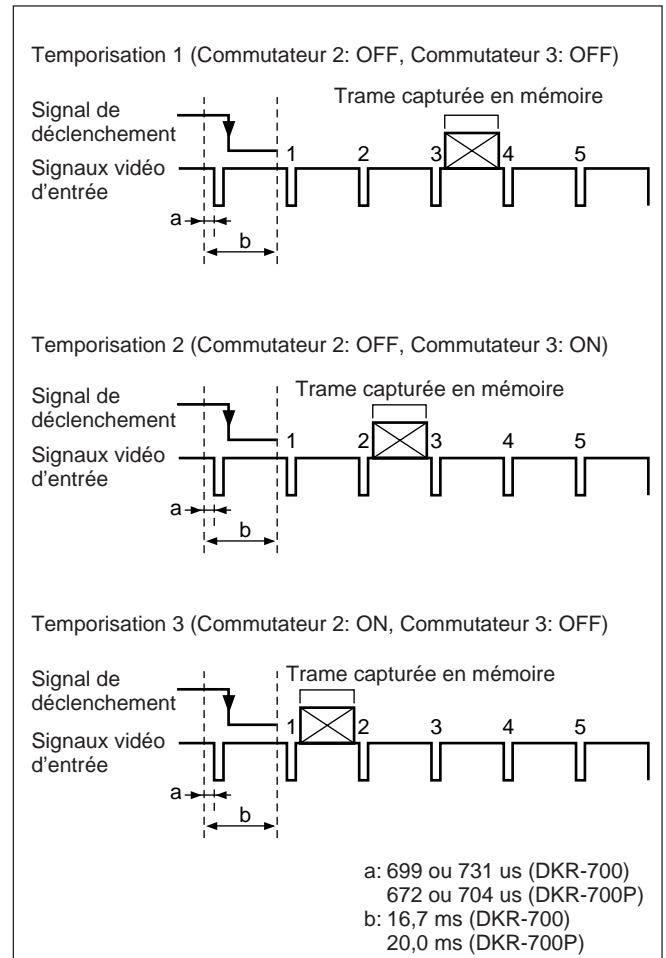 Temporisation 1 (Commutateur 2: OFF, Commutateur 3: OFF)
Trame capturée en mémoire
Signal de
déclenchement
1 2 3 4 5
Signaux vidéo
d'entrée
a
b
Temporisation 2 (Commutateur 2: OFF, Commutateur 3: ON)
Trame capturée en mémoire
Signal de
déclenchement
1 2 3 4 5
Signaux vidéo
d'entrée
a
b
Temporisation 3 (Commutateur 2: ON, Commutateur 3: OFF)
Trame capturée en mémoire
Signal de
déclenchement
1 2 3 4 5
Signaux vidéo
d'entrée
a
b
a: 699 ou 731 us (DKR-700)
672 ou 704 us (DKR-700P)
b: 16,7 ms (DKR-700)
20,0 ms (DKR-700P)